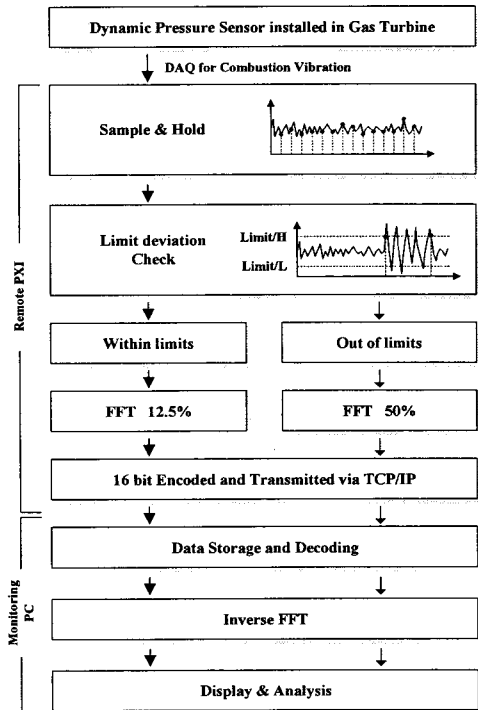 Dynamic Pressure Sensor installed in Gas Turbine
DAQ for Combustion Vibration
Sample & Hold
Limit deviation
Check
Limit/H
Limit/L
Within limits
Out of limits
FFT 12.5%
FFT 50%
16 bit Encoded and Transmitted via TCP/IP
Data Storage and Decoding
Inverse FFT
Display & Analysis
Remote PXI
Monitoring
PC